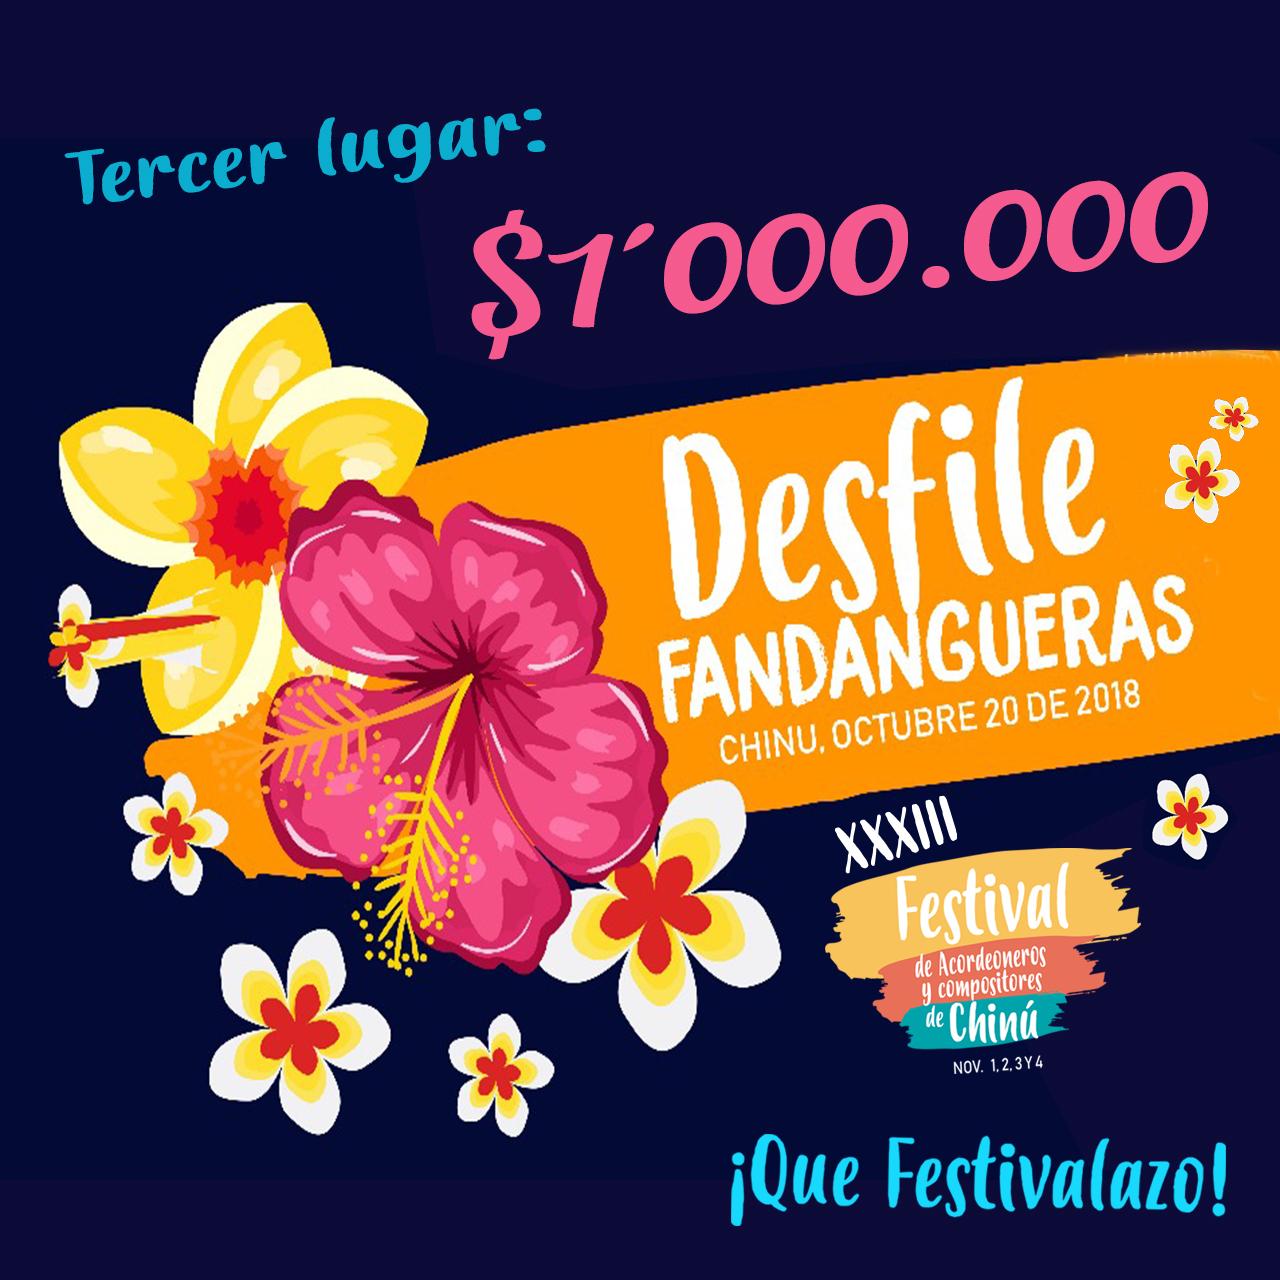 Tercer lugar:
$1´000.000
Desfile
FANDANGUERAS
CHINU, OCTUBRE 20 DE 2018
XXXIII
Festival
de Acordeoneros
y compositores
de Chinú
NOV. 1, 2, 3 Y 4
¡Que Festivalazo!